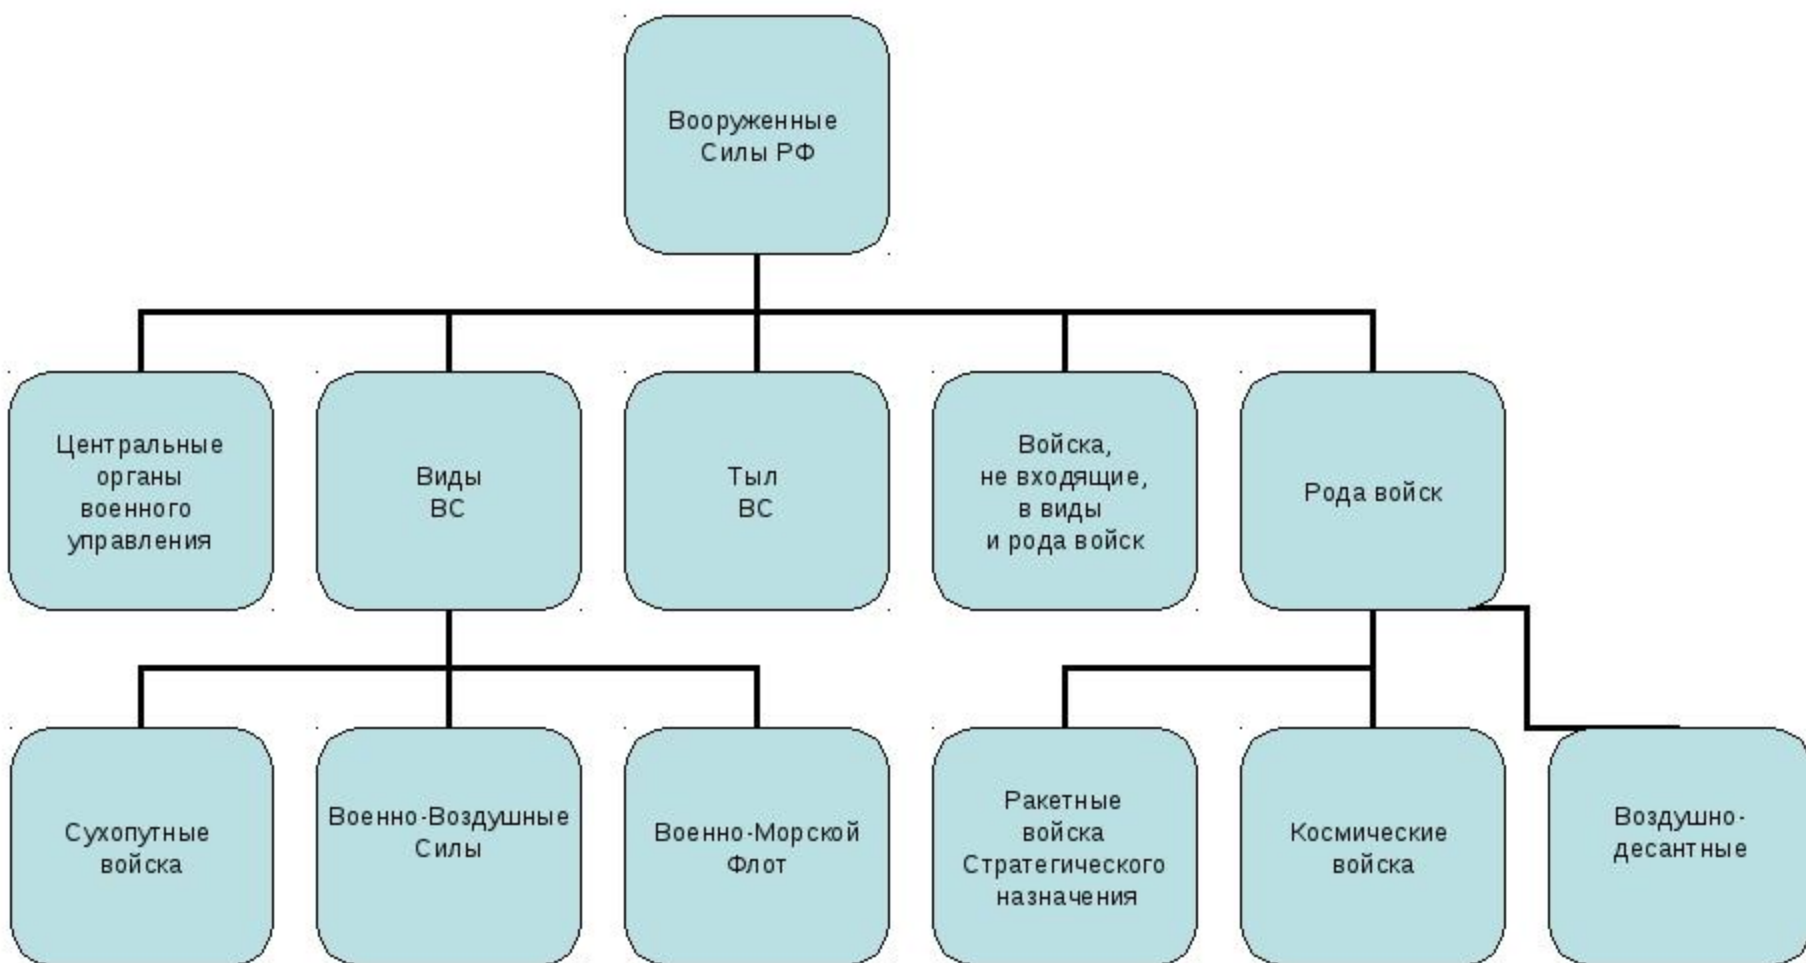 Вооруженные
Силы РФ
Центральные
органы
военного
управления
Виды
ВС
Тыл
ВС
Войска,
не входящие,
в виды
и рода войск
Рода войск
Сухопутные
войска
Военно-Воздушные
Силы
Военно-Морской
Флот
Ракетные
войска
Стратегического
назначения
Космические
войска
Воздушно-
десантные